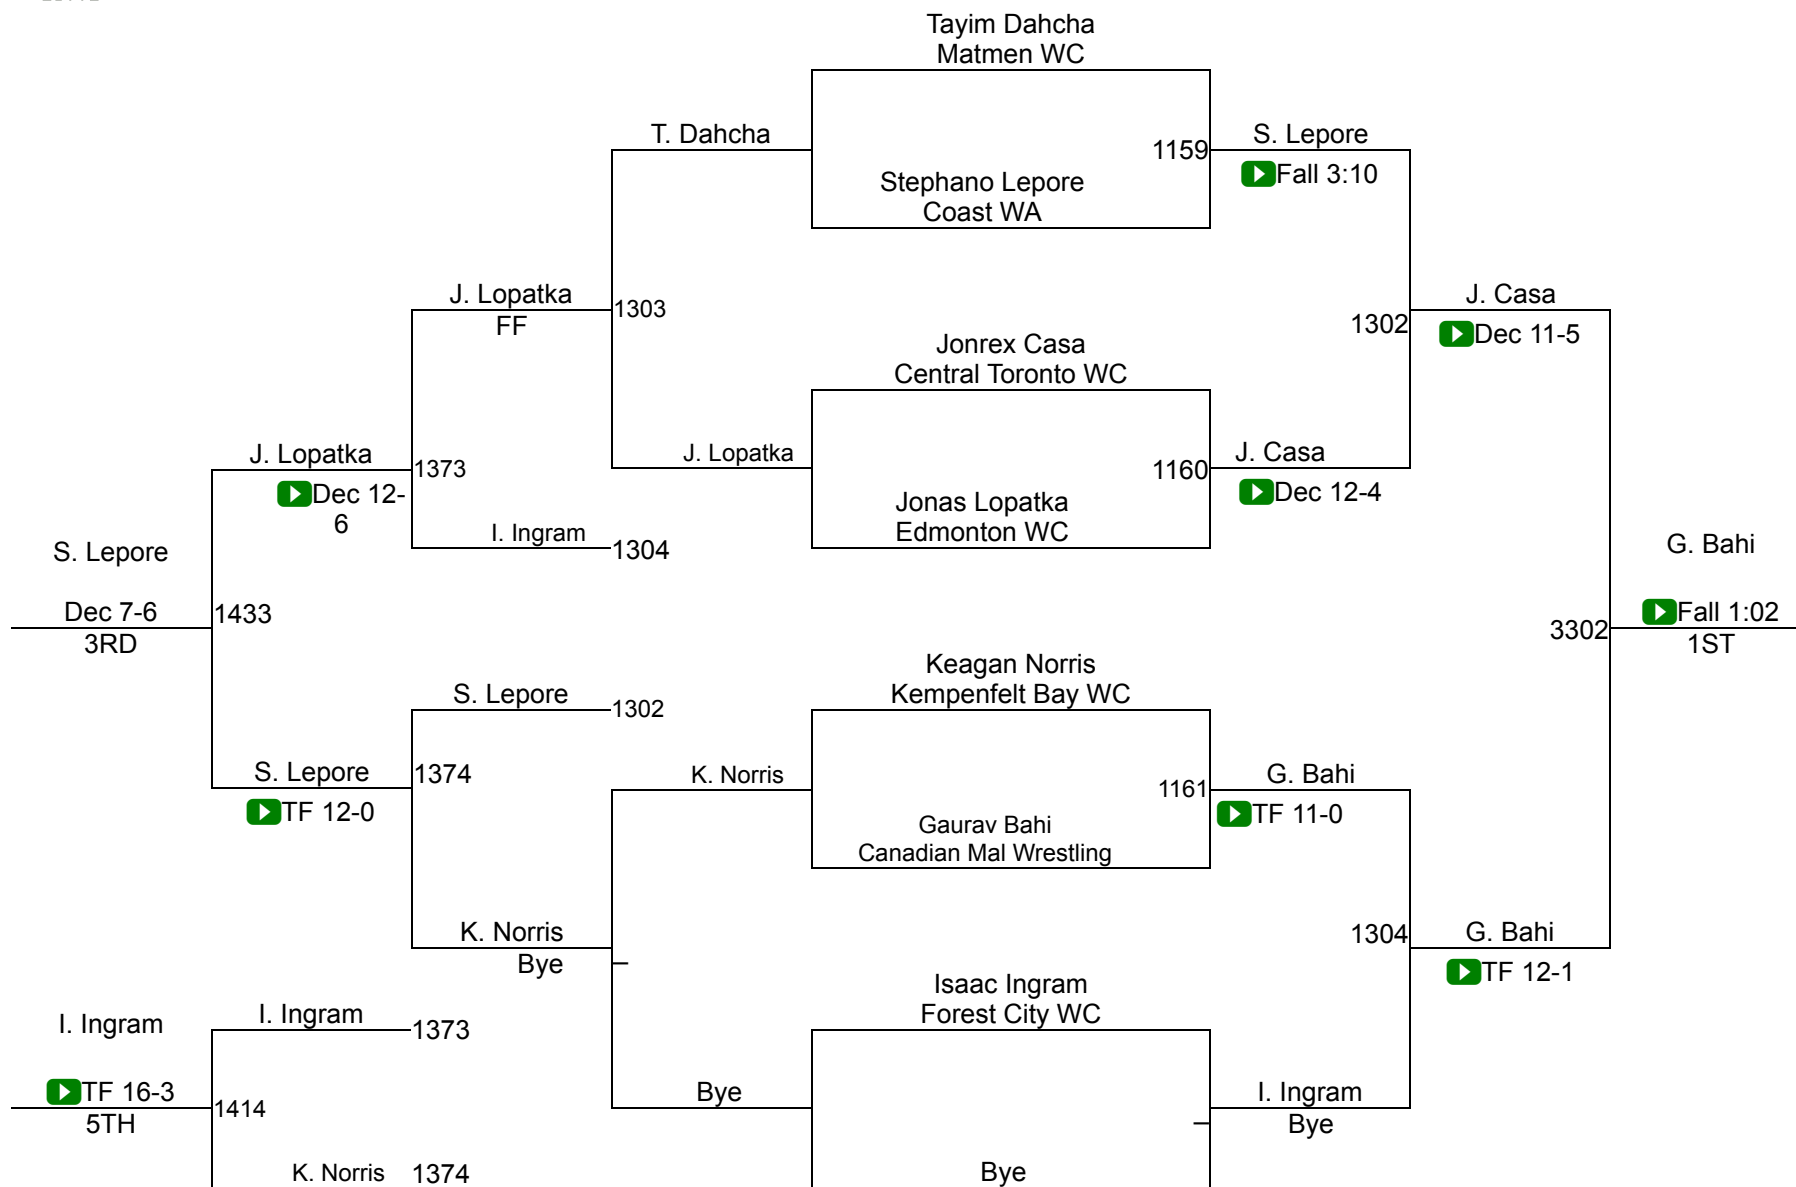 Tayim Dahcha
Matmen WC
T. Dahcha
1159
S. Lepore
Fall 3:10
Stephano Lepore
Coast WA
J. Lopatka
FF
1303
J. Casa
1302
Dec 11-5
Jonrex Casa
Central Toronto WC
J. Lopatka
Dec 12-
6
1373
J. Lopatka
1160
J. Casa
Dec 12-4
Jonas Lopatka
Edmonton WC
I. Ingram
1304
S. Lepore
Dec 7-6
3RD
1433
G. Bahi
3302
Fall 1:02
1ST
Keagan Norris
Kempenfelt Bay WC
S. Lepore
1302
S. Lepore
TF 12-0
1374
K. Norris
1161
G. Bahi
TF 11-0
Gaurav Bahi
Canadian Mal Wrestling
K. Norris
Bye
1304
G. Bahi
TF 12-1
Isaac Ingram
Forest City WC
I. Ingram
I. Ingram
1373
TF 16-3
5TH
1414
Bye
I. Ingram
Bye
K. Norris
1374
Bye